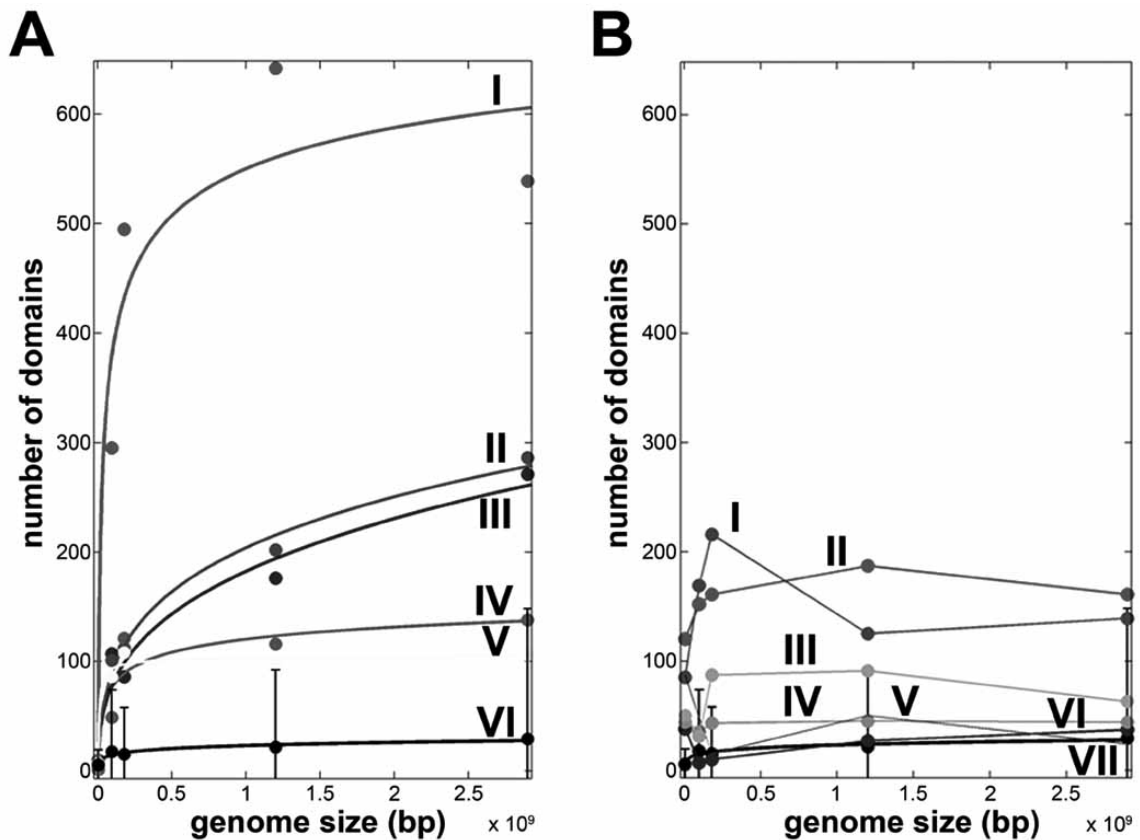 A
B
number of domains
600
500
400
300
200
100
0
I
II
III
IV
V
VI
0
0.5
1
1.5
2
2.5
genome size (bp)
x 10⁹
number of domains
600
500
400
300
200
100
0
I
II
III
IV
V
VI
VII
0
0.5
1
1.5
2
2.5
genome size (bp)
x 10⁹